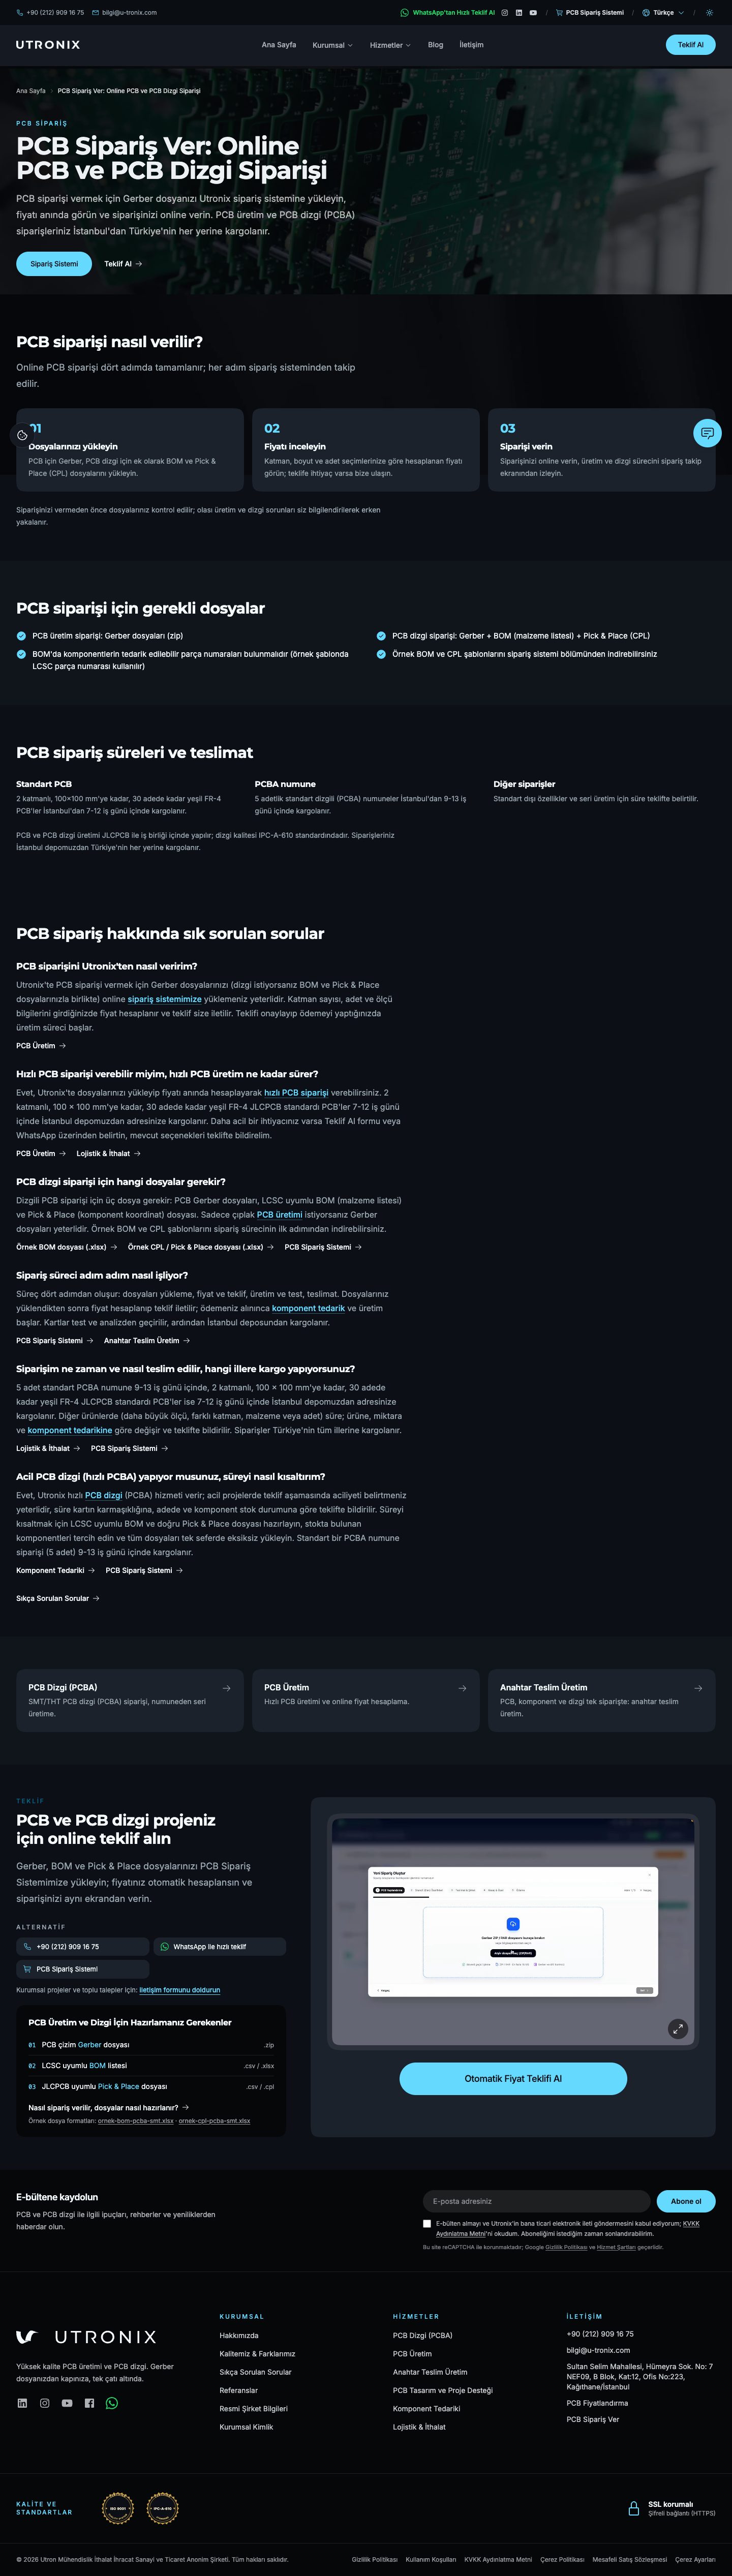 +90 (212) 909 16 75
bilgi@u-tronix.com
WhatsApp'tan Hızlı Teklif Al
/
PCB Sipariş Sistemi
/
Türkçe
/
UTRONIX
Ana Sayfa
Kurumsal
Hizmetler
Blog
İletişim
Teklif Al
Ana Sayfa
PCB Sipariş Ver: Online PCB ve PCB Dizgi Siparişi
PCB SİPARİŞ
PCB Sipariş Ver: Online
PCB ve PCB Dizgi Siparişi
PCB siparişi vermek için Gerber dosyanızı Utronix sipariş sistemine yükleyin,
fiyatı anında görün ve siparişinizi online verin. PCB üretim ve PCB dizgi (PCBA)
siparişleriniz İstanbul'dan Türkiye'nin her yerine kargolanır.
Sipariş Sistemi
Teklif Al
PCB siparişi nasıl verilir?
Online PCB siparişi dört adımda tamamlanır; her adım sipariş sisteminden takip
edilir.
01
Dosyalarınızı yükleyin
PCB için Gerber, PCB dizgi için ek olarak BOM ve Pick &
Place (CPL) dosyalarını yükleyin.
02
Fiyatı inceleyin
Katman, boyut ve adet seçimlerinize göre hesaplanan fiyatı
görün; teklife ihtiyaç varsa bize ulaşın.
03
Siparişi verin
Siparişinizi online verin, üretim ve dizgi sürecini sipariş takip
ekranından izleyin.
Siparişinizi vermeden önce dosyalarınız kontrol edilir; olası üretim ve dizgi sorunları siz bilgilendirilerek erken
yakalanır.
PCB siparişi için gerekli dosyalar
PCB üretim siparişi: Gerber dosyaları (zip)
PCB dizgi siparişi: Gerber + BOM (malzeme listesi) + Pick & Place (CPL)
BOM'da komponentlerin tedarik edilebilir parça numaraları bulunmalıdır (örnek şablonda
LCSC parça numarası kullanılır)
Örnek BOM ve CPL şablonlarını sipariş sistemi bölümünden indirebilirsiniz
PCB sipariş süreleri ve teslimat
Standart PCB
2 katmanlı, 100×100 mm'ye kadar, 30 adede kadar yeşil FR-4
PCB'ler İstanbul'dan 7-12 iş günü içinde kargolanır.
PCBA numune
5 adetlik standart dizgili (PCBA) numuneler İstanbul'dan 9-13 iş
günü içinde kargolanır.
Diğer siparişler
Standart dışı özellikler ve seri üretim için süre teklifte belirtilir.
PCB ve PCB dizgi üretimi JLCPCB ile iş birliği içinde yapılır; dizgi kalitesi IPC-A-610 standardındadır. Siparişleriniz
İstanbul depomuzdan Türkiye'nin her yerine kargolanır.
PCB sipariş hakkında sık sorulan sorular
PCB siparişini Utronix'ten nasıl veririm?
Utronix'te PCB siparişi vermek için Gerber dosyalarınızı (dizgi istiyorsanız BOM ve Pick & Place
dosyalarınızla birlikte) online sipariş sistemimize yüklemeniz yeterlidir. Katman sayısı, adet ve ölçü
bilgilerini girdiğinizde fiyat hesaplanır ve teklif size iletilir. Teklifi onaylayıp ödemeyi yaptığınızda
üretim süreci başlar.
PCB Üretim
Hızlı PCB siparişi verebilir miyim, hızlı PCB üretim ne kadar sürer?
Evet, Utronix'te dosyalarınızı yükleyip fiyatı anında hesaplayarak hızlı PCB siparişi verebilirsiniz. 2
katmanlı, 100 × 100 mm'ye kadar, 30 adede kadar yeşil FR-4 JLCPCB standardı PCB'ler 7-12 iş günü
içinde İstanbul depomuzdan adresinize kargolanır. Daha acil bir ihtiyacınız varsa Teklif Al formu veya
WhatsApp üzerinden belirtin, mevcut seçenekleri teklifte bildirelim.
PCB Üretim
Lojistik & İthalat
PCB dizgi siparişi için hangi dosyalar gerekir?
Dizgili PCB siparişi için üç dosya gerekir: PCB Gerber dosyaları, LCSC uyumlu BOM (malzeme listesi)
ve Pick & Place (komponent koordinat) dosyası. Sadece çıplak PCB üretimi istiyorsanız Gerber
dosyaları yeterlidir. Örnek BOM ve CPL şablonlarını sipariş sürecinin ilk adımından indirebilirsiniz.
Örnek BOM dosyası (.xlsx)
Örnek CPL / Pick & Place dosyası (.xlsx)
PCB Sipariş Sistemi
Sipariş süreci adım adım nasıl işliyor?
Süreç dört adımdan oluşur: dosyaları yükleme, fiyat ve teklif, üretim ve test, teslimat. Dosyalarınız
yüklendikten sonra fiyat hesaplanıp teklif iletilir; ödemeniz alınınca komponent tedarik ve üretim
başlar. Kartlar test ve analizden geçirilir, ardından İstanbul deposundan kargolanır.
PCB Sipariş Sistemi
Anahtar Teslim Üretim
Siparişim ne zaman ve nasıl teslim edilir, hangi illere kargo yapıyorsunuz?
5 adet standart PCBA numune 9-13 iş günü içinde, 2 katmanlı, 100 × 100 mm'ye kadar, 30 adede
kadar yeşil FR-4 JLCPCB standardı PCB'ler ise 7-12 iş günü içinde İstanbul depomuzdan adresinize
kargolanır. Diğer ürünlerde (daha büyük ölçü, farklı katman, malzeme veya adet) süre; ürüne, miktara
ve komponent tedarikine göre değişir ve teklifte bildirilir. Siparişler Türkiye'nin tüm illerine kargolanır.
Lojistik & İthalat
PCB Sipariş Sistemi
Acil PCB dizgi (hızlı PCBA) yapıyor musunuz, süreyi nasıl kısaltırım?
Evet, Utronix hızlı PCB dizgi (PCBA) hizmeti verir; acil projelerde teklif aşamasında aciliyeti belirtmeniz
yeterlidir, süre kartın karmaşıklığına, adede ve komponent stok durumuna göre teklifte bildirilir. Süreyi
kısaltmak için LCSC uyumlu BOM ve doğru Pick & Place dosyası hazırlayın, stokta bulunan
komponentleri tercih edin ve tüm dosyaları tek seferde eksiksiz yükleyin. Standart bir PCBA numune
siparişi (5 adet) 9-13 iş günü içinde kargolanır.
Komponent Tedariki
PCB Sipariş Sistemi
Sıkça Sorulan Sorular
PCB Dizgi (PCBA)
SMT/THT PCB dizgi (PCBA) siparişi, numuneden seri
üretime.
PCB Üretim
Hızlı PCB üretimi ve online fiyat hesaplama.
Anahtar Teslim Üretim
PCB, komponent ve dizgi tek siparişte: anahtar teslim
üretim.
TEKLİF
PCB ve PCB dizgi projeniz
için online teklif alın
Gerber, BOM ve Pick & Place dosyalarınızı PCB Sipariş
Sistemimize yükleyin; fiyatınız otomatik hesaplansın ve
siparişinizi aynı ekrandan verin.
ALTERNATİF
+90 (212) 909 16 75
WhatsApp ile hızlı teklif
PCB Sipariş Sistemi
Kurumsal projeler ve toplu talepler için: iletişim formunu doldurun
PCB Üretim ve Dizgi İçin Hazırlamanız Gerekenler
01 PCB çizim Gerber dosyası .zip
02 LCSC uyumlu BOM listesi .csv / .xlsx
03 JLCPCB uyumlu Pick & Place dosyası .csv / .cpl
Nasıl sipariş verilir, dosyalar nasıl hazırlanır?
Örnek dosya formatları: ornek-bom-pcba-smt.xlsx · ornek-cpl-pcba-smt.xlsx
Yeni Sipariş Oluştur
Otomatik Fiyat Teklifi Al
E-bültene kaydolun
PCB ve PCB dizgi ile ilgili ipuçları, rehberler ve yeniliklerden
haberdar olun.
E-posta adresiniz
Abone ol
E-bülten almayı ve Utronix'in bana ticari elektronik ileti göndermesini kabul ediyorum; KVKK
Aydınlatma Metni'ni okudum. Aboneliğimi istediğim zaman sonlandırabilirim.
Bu site reCAPTCHA ile korunmaktadır; Google Gizlilik Politikası ve Hizmet Şartları geçerlidir.
UTRONIX
Yüksek kalite PCB üretimi ve PCB dizgi. Gerber
dosyanızdan kapınıza, tek çatı altında.
KURUMSAL
Hakkımızda
Kalitemiz & Farklarımız
Sıkça Sorulan Sorular
Referanslar
Resmi Şirket Bilgileri
Kurumsal Kimlik
HİZMETLER
PCB Dizgi (PCBA)
PCB Üretim
Anahtar Teslim Üretim
PCB Tasarım ve Proje Desteği
Komponent Tedariki
Lojistik & İthalat
İLETİŞİM
+90 (212) 909 16 75
bilgi@u-tronix.com
Sultan Selim Mahallesi, Hümeyra Sok. No: 7
NEF09, B Blok, Kat:12, Ofis No:223,
Kağıthane/İstanbul
PCB Fiyatlandırma
PCB Sipariş Ver
KALİTE VE
STANDARTLAR
ISO 9001
IPC-A-610
SSL korumalı
Şifreli bağlantı (HTTPS)
© 2026 Utron Mühendislik İthalat İhracat Sanayi ve Ticaret Anonim Şirketi. Tüm hakları saklıdır.
Gizlilik Politikası
Kullanım Koşulları
KVKK Aydınlatma Metni
Çerez Politikası
Mesafeli Satış Sözleşmesi
Çerez Ayarları